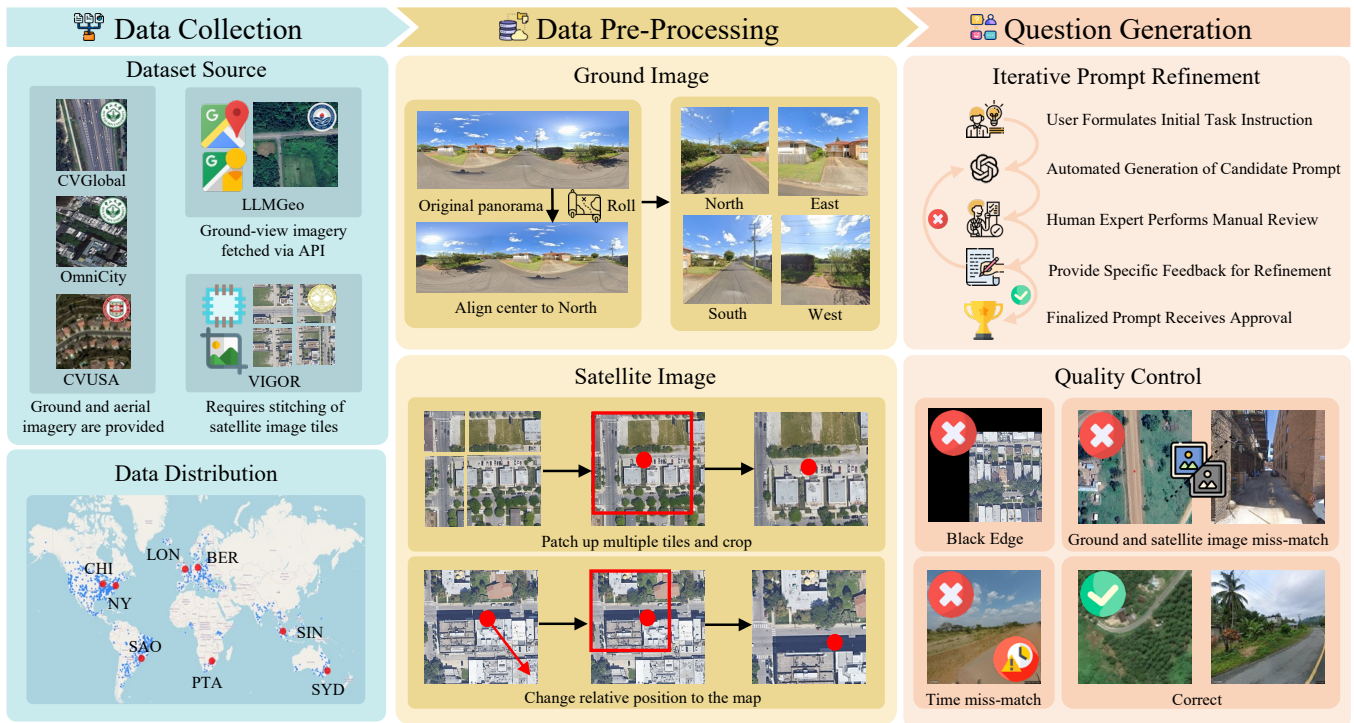 Data Collection
Data Pre-Processing
Question Generation
Dataset Source
CVGlobal
OmniCity
CVUSA
Ground and aerial
imagery are provided
LLMGeo
Ground-view imagery
fetched via API
VIGOR
Requires stitching of
satellite image tiles
Data Distribution
LON
BER
CHI
NY
SAO
SIN
PTA
SYD
Ground Image
Original panorama
Roll
Align center to North
North
East
South
West
Satellite Image
Patch up multiple tiles and crop
Change relative position to the map
Iterative Prompt Refinement
User Formulates Initial Task Instruction
Automated Generation of Candidate Prompt
Human Expert Performs Manual Review
Provide Specific Feedback for Refinement
Finalized Prompt Receives Approval
Quality Control
Black Edge
Ground and satellite image miss-match
Time miss-match
Correct